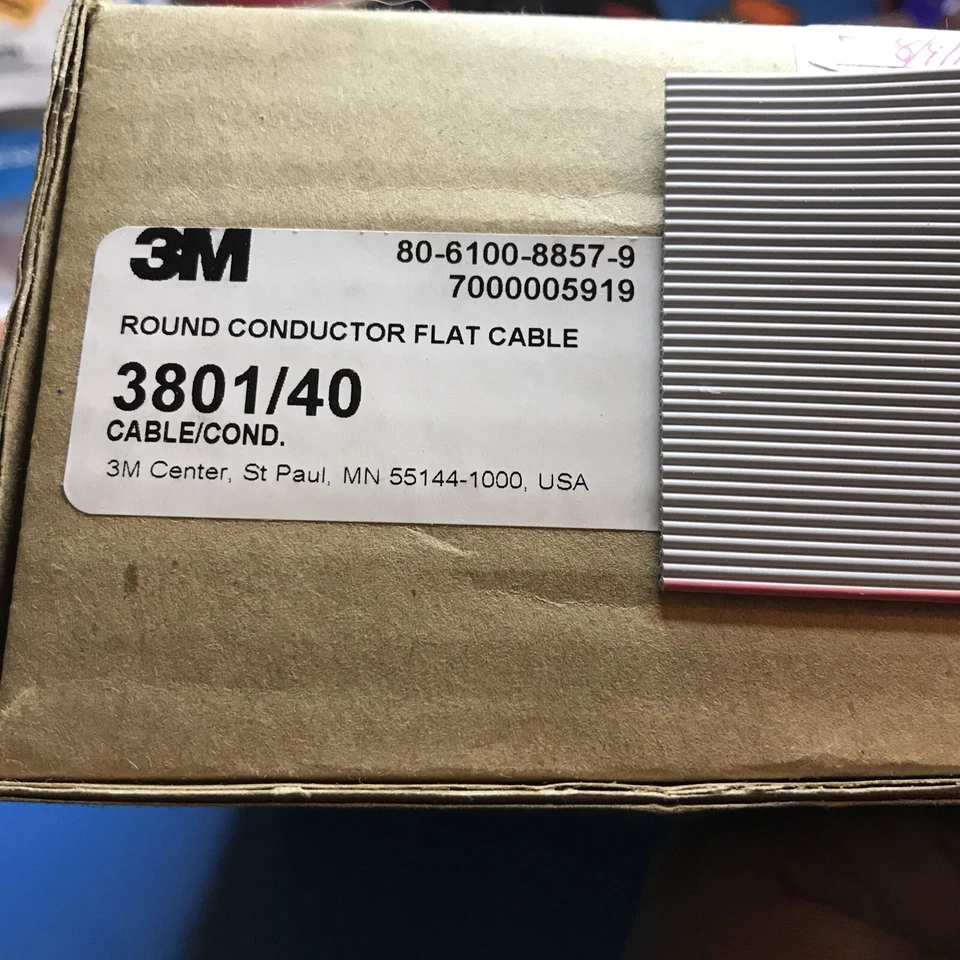 3M
80-6100-8857-9
7000005919
ROUND CONDUCTOR FLAT CABLE
3801/40
CABLE/COND.
3M Center, St Paul, MN 55144-1000, USA